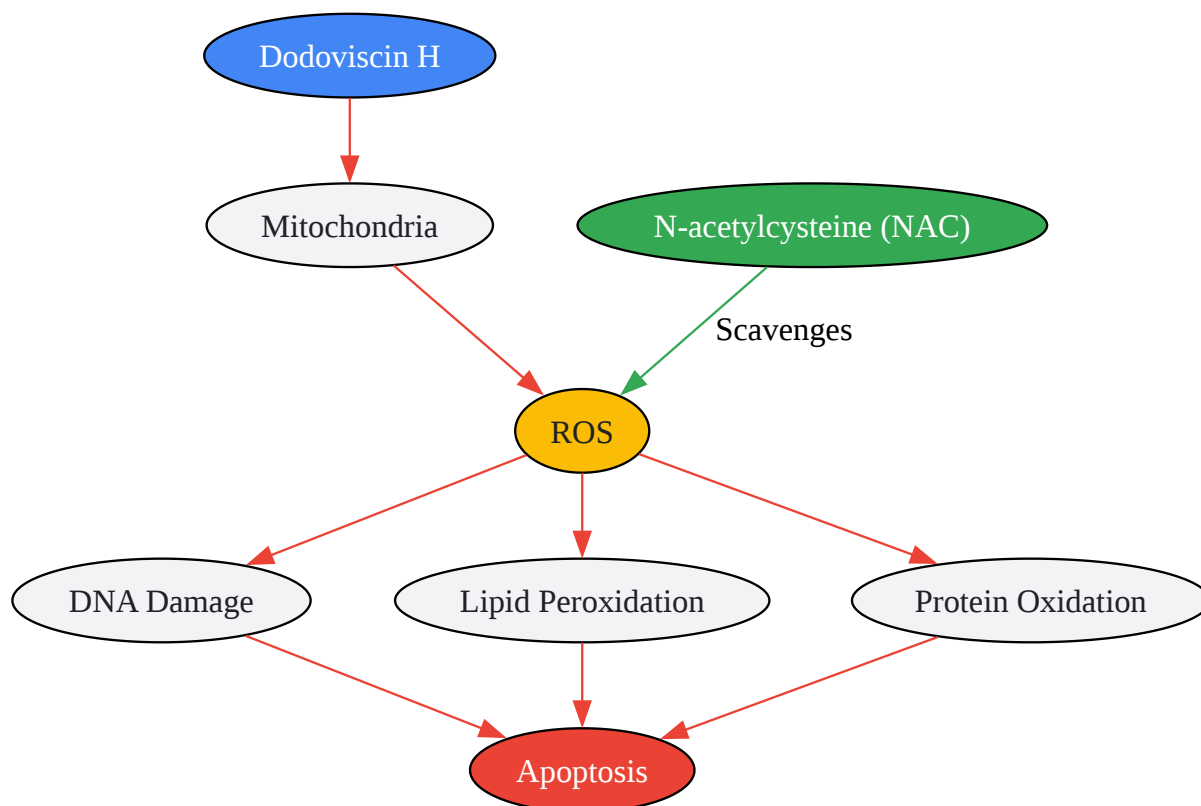 Dodoviscin H
Mitochondria
N-acetylcysteine (NAC)
Scavenges
ROS
DNA Damage
Lipid Peroxidation
Protein Oxidation
Apoptosis